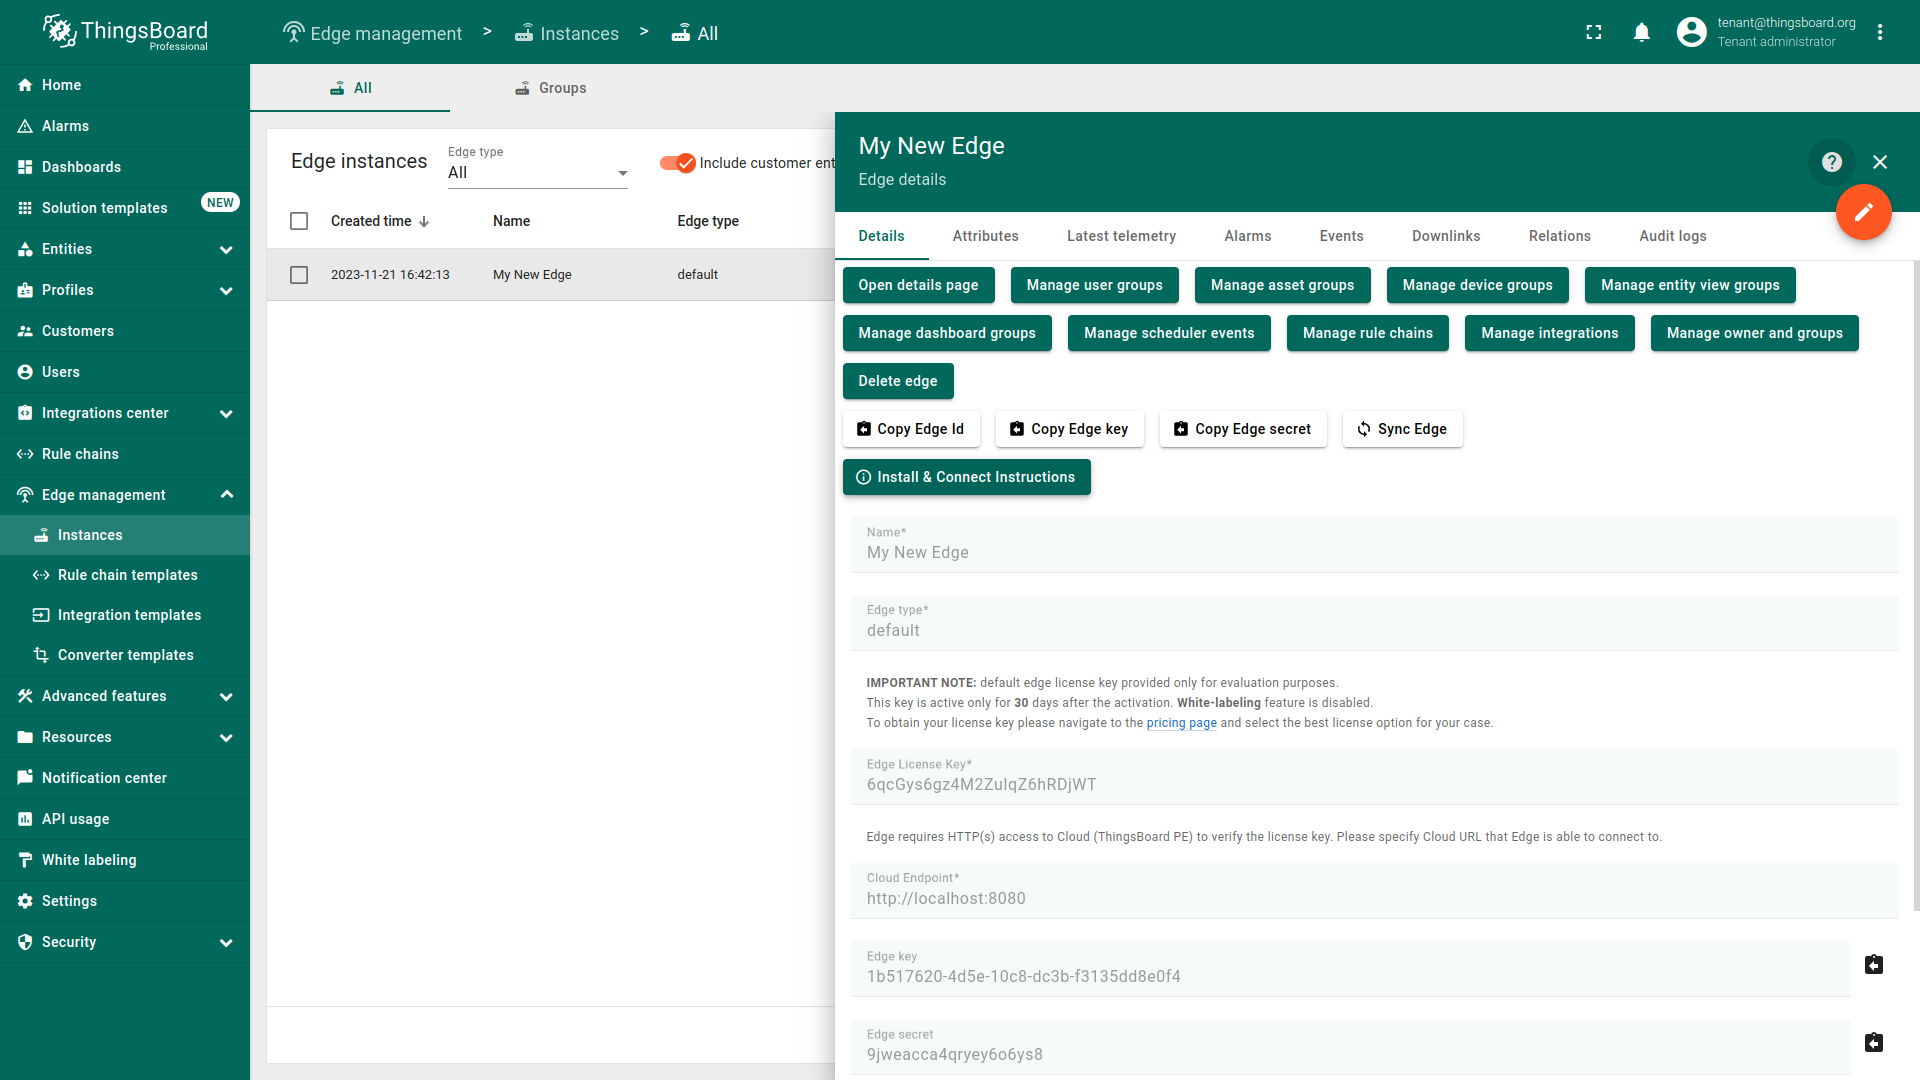 ThingsBoard
Professional
Edge management > Instances > All
tenant@thingsboard.org
Tenant administrator
Home
Alarms
Dashboards
Solution templates NEW
Entities
Profiles
Customers
Users
Integrations center
Rule chains
Edge management
Instances
Rule chain templates
Integration templates
Converter templates
Advanced features
Resources
Notification center
API usage
White labeling
Settings
Security
All Groups
Edge instances
Edge type
All
Include customer ent
Created time Name Edge type
2023-11-21 16:42:13 My New Edge default
My New Edge
Edge details
Details Attributes Latest telemetry Alarms Events Downlinks Relations Audit logs
Open details page Manage user groups Manage asset groups Manage device groups Manage entity view groups
Manage dashboard groups Manage scheduler events Manage rule chains Manage integrations Manage owner and groups
Delete edge
Copy Edge Id Copy Edge key Copy Edge secret Sync Edge
Install & Connect Instructions
Name*
My New Edge
Edge type*
default
IMPORTANT NOTE: default edge license key provided only for evaluation purposes.
This key is active only for 30 days after the activation. White-labeling feature is disabled.
To obtain your license key please navigate to the pricing page and select the best license option for your case.
Edge License Key*
6qcGys6gz4M2ZuIqZ6hRDjWT
Edge requires HTTP(s) access to Cloud (ThingsBoard PE) to verify the license key. Please specify Cloud URL that Edge is able to connect to.
Cloud Endpoint*
http://localhost:8080
Edge key
1b517620-4d5e-10c8-dc3b-f3135dd8e0f4
Edge secret
9jweacca4qryey6o6ys8